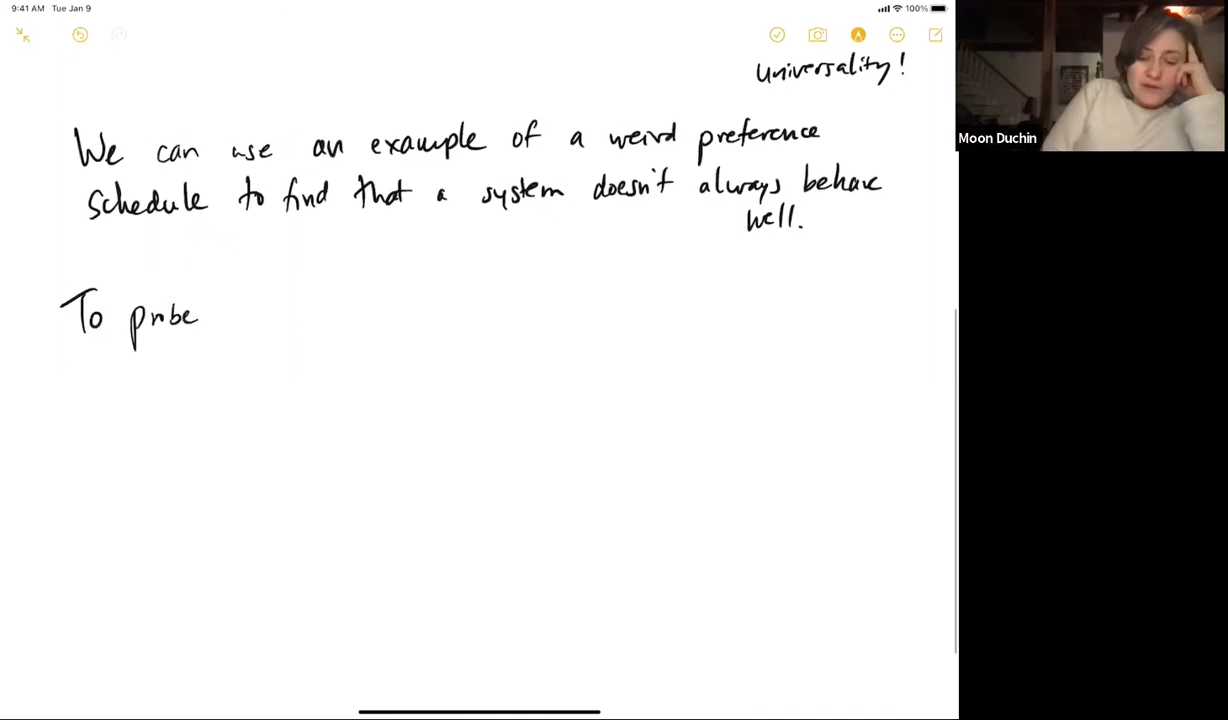 9:41 AM Tue Jan 9
100%
universality!
We can use an example of a weird preference
schedule to find that a system doesn't always behave
well.
Moon Duchin
To probe